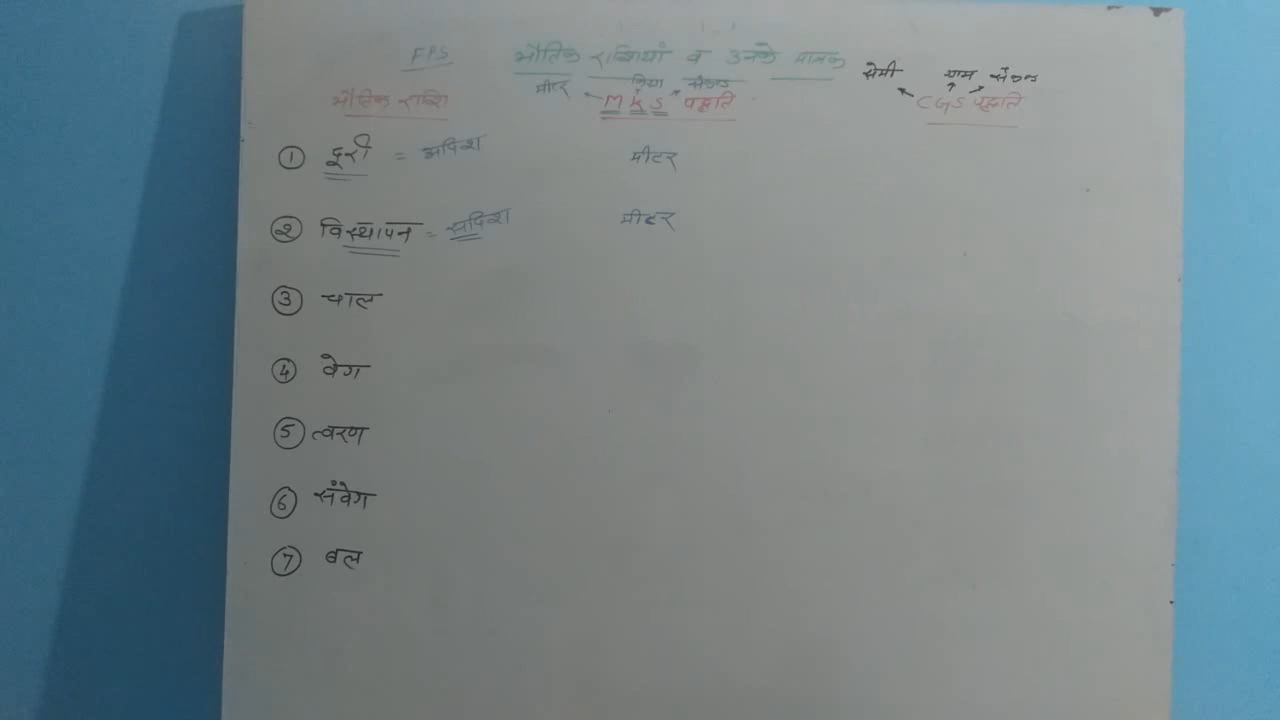 FPS भौतिक राशियाँ व उनके मात्रक
मीटर किग्रा सेकण्ड सेमी ग्राम सेकण्ड
भौतिक राशि MKS पद्धति CGS पद्धति
① दूरी = अदिश मीटर
② विस्थापन = सदिश मीटर
③ चाल
④ वेग
⑤ त्वरण
⑥ संवेग
⑦ बल